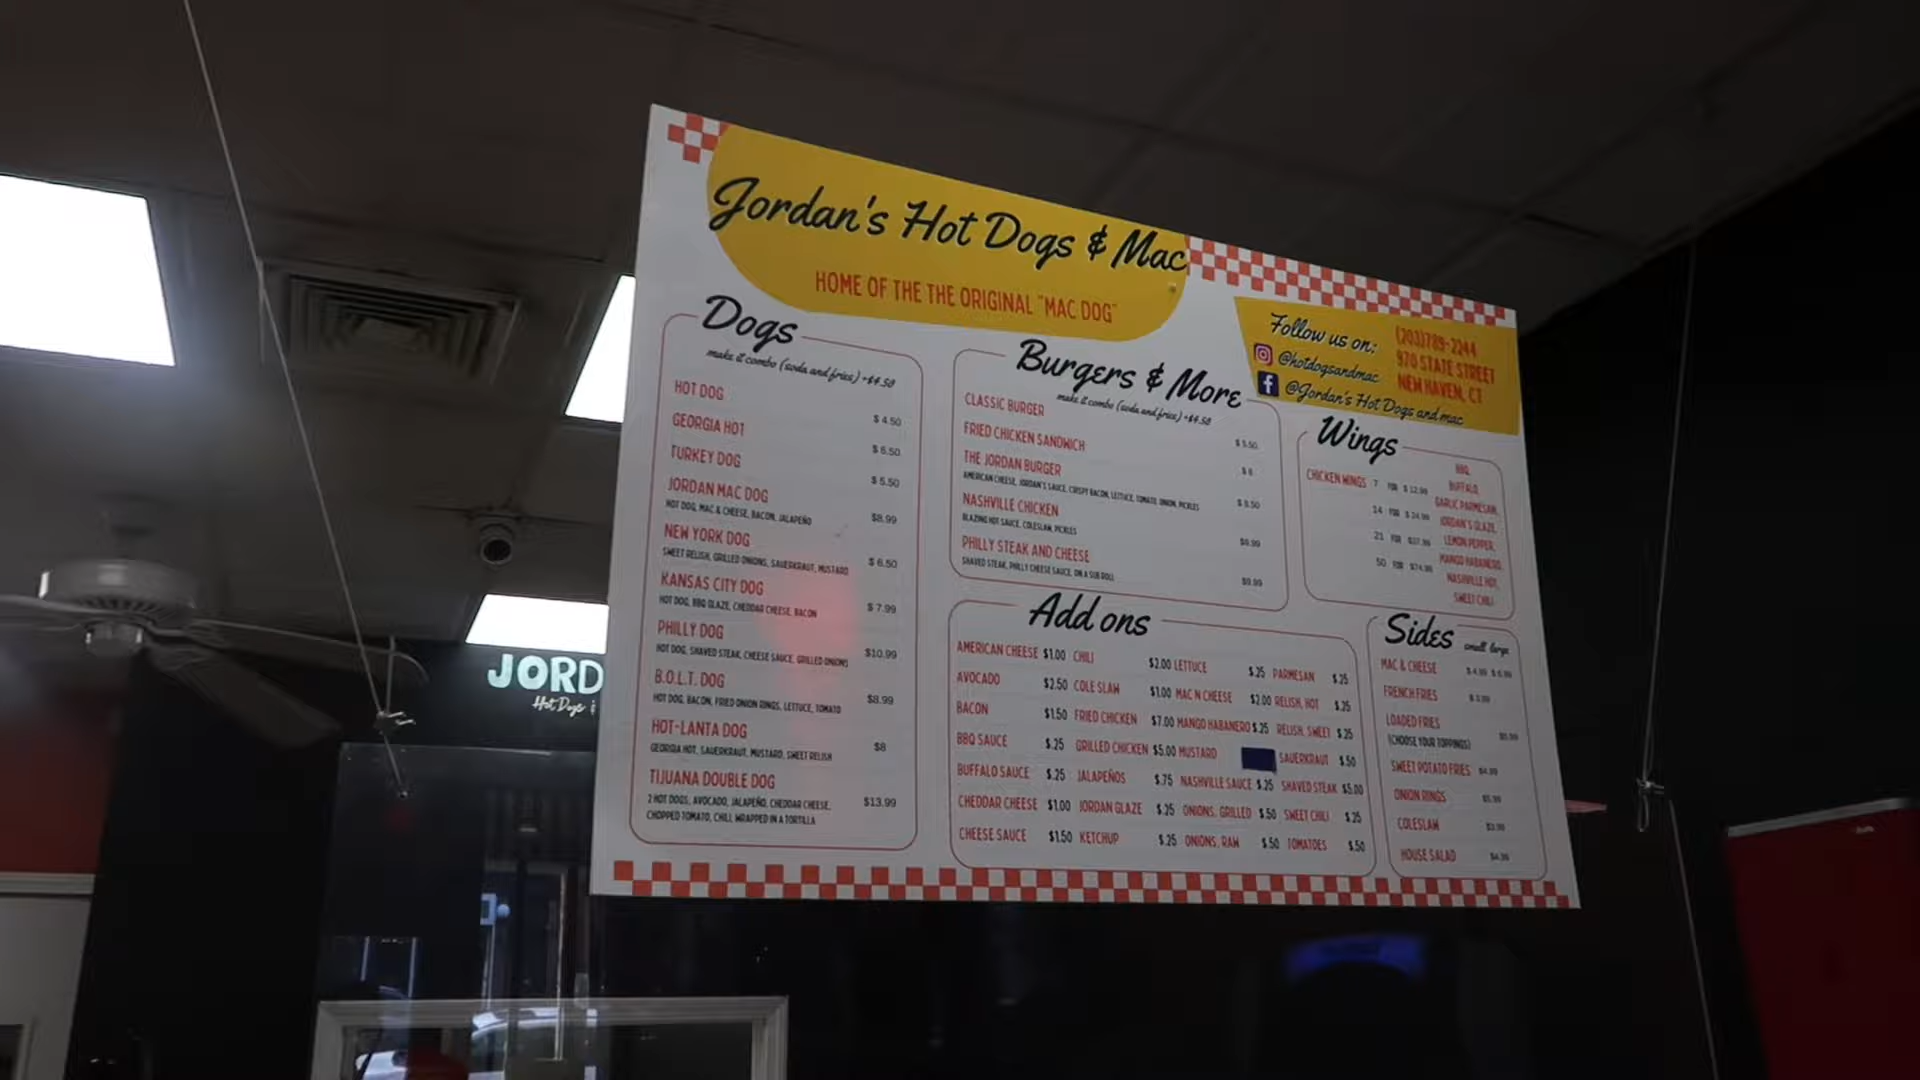 Jordan's Hot Dogs & Mac
HOME OF THE THE ORIGINAL "MAC DOG"
Follow us on:
@hotdogsandmac
@Jordan's Hot Dogs and mac
(203)789-2244
970 STATE STREET
NEW HAVEN, CT
Dogs
make it combo (soda and fries) +$4.50
HOT DOG $4.50
GEORGIA HOT $6.50
TURKEY DOG $5.50
JORDAN MAC DOG $8.99
HOT DOG, MAC & CHEESE, BACON, JALAPEÑO
NEW YORK DOG $6.50
SWEET RELISH, GRILLED ONIONS, SAUERKRAUT, MUSTARD
KANSAS CITY DOG $7.99
HOT DOG, BBQ GLAZE, CHEDDAR CHEESE, BACON
PHILLY DOG $10.99
HOT DOG, SHAVED STEAK, CHEESE SAUCE, GRILLED ONIONS
B.O.L.T. DOG $8.99
HOT DOG, BACON, FRIED ONION RINGS, LETTUCE, TOMATO
HOT-LANTA DOG $8
GEORGIA HOT, SAUERKRAUT, MUSTARD, SWEET RELISH
TIJUANA DOUBLE DOG $13.99
2 HOT DOGS, AVOCADO, JALAPEÑO, CHEDDAR CHEESE,
CHOPPED TOMATO, CHILI, WRAPPED IN A TORTILLA
Burgers & More
make it combo (soda and fries) +$4.50
CLASSIC BURGER $5.50
FRIED CHICKEN SANDWICH $8
THE JORDAN BURGER
AMERICAN CHEESE, JORDAN'S SAUCE, CRISPY BACON, LETTUCE, TOMATO, ONION, PICKLES
NASHVILLE CHICKEN
BLAZING HOT SAUCE, COLESLAW, PICKLES
PHILLY STEAK AND CHEESE $9.99
SHAVED STEAK, PHILLY CHEESE SAUCE, ON A SUB ROLL
Wings
CHICKEN WINGS 7 FOR $12.99
14 FOR $24.99
21 FOR
50 FOR $74.99
BBQ,
BUFFALO,
GARLIC PARMESAN,
JORDAN'S GLAZE,
LEMON PEPPER,
MANGO HABANERO,
NASHVILLE HOT,
SWEET CHILI
Add ons
AMERICAN CHEESE $1.00 CHILI $2.00 LETTUCE $.25 PARMESAN $.25
AVOCADO $2.50 COLE SLAW $1.00 MAC N CHEESE $2.00 RELISH, HOT $.25
BACON $1.50 FRIED CHICKEN $7.00 MANGO HABANERO $.25 RELISH, SWEET $.25
BBQ SAUCE $.25 GRILLED CHICKEN $5.00 MUSTARD SAUERKRAUT $.50
BUFFALO SAUCE $.25 JALAPEÑOS $.75 NASHVILLE SAUCE $.25 SHAVED STEAK $5.00
CHEDDAR CHEESE $1.00 JORDAN GLAZE $.25 ONIONS, GRILLED $.50 SWEET CHILI $.25
CHEESE SAUCE $1.50 KETCHUP $.25 ONIONS, RAW $.50 TOMATOES $.50
Sides small large
MAC & CHEESE $4.99 $6.99
FRENCH FRIES $3.99
LOADED FRIES
(CHOOSE YOUR TOPPINGS) $5.99
SWEET POTATO FRIES $4.99
ONION RINGS $5.99
COLESLAW $3.99
HOUSE SALAD $4.99
JORD
Hot Dogs &